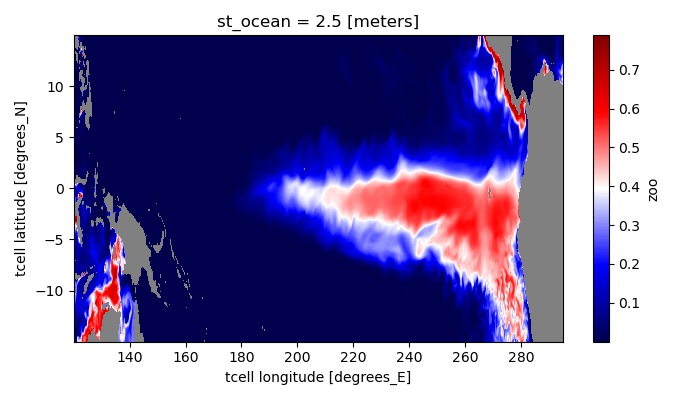 st_ocean = 2.5 [meters]
10
5
0
−5
−10
tcell latitude [degrees_N]
140 160 180 200 220 240 260 280
tcell longitude [degrees_E]
0.7
0.6
0.5
0.4
0.3
0.2
0.1
zoo